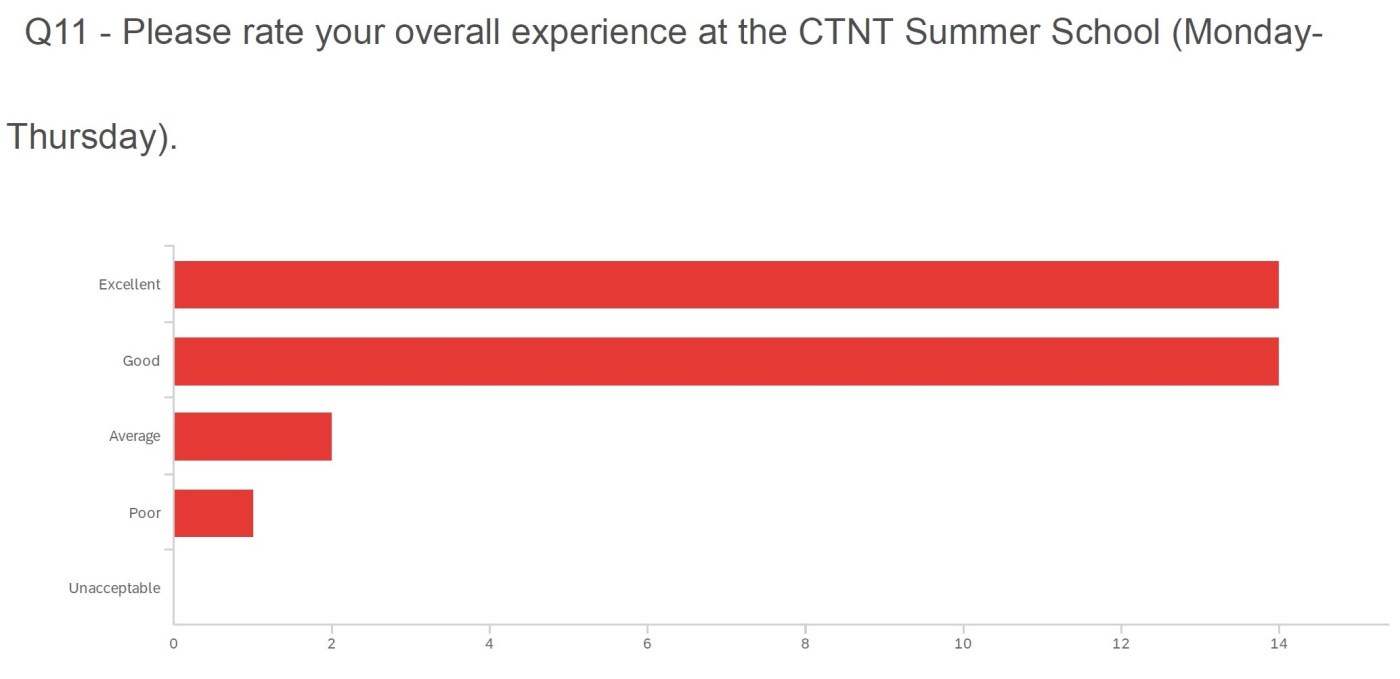 Q11 - Please rate your overall experience at the CTNT Summer School (Monday-
Thursday).
Excellent
Good
Average
Poor
Unacceptable
0 2 4 6 8 10 12 14